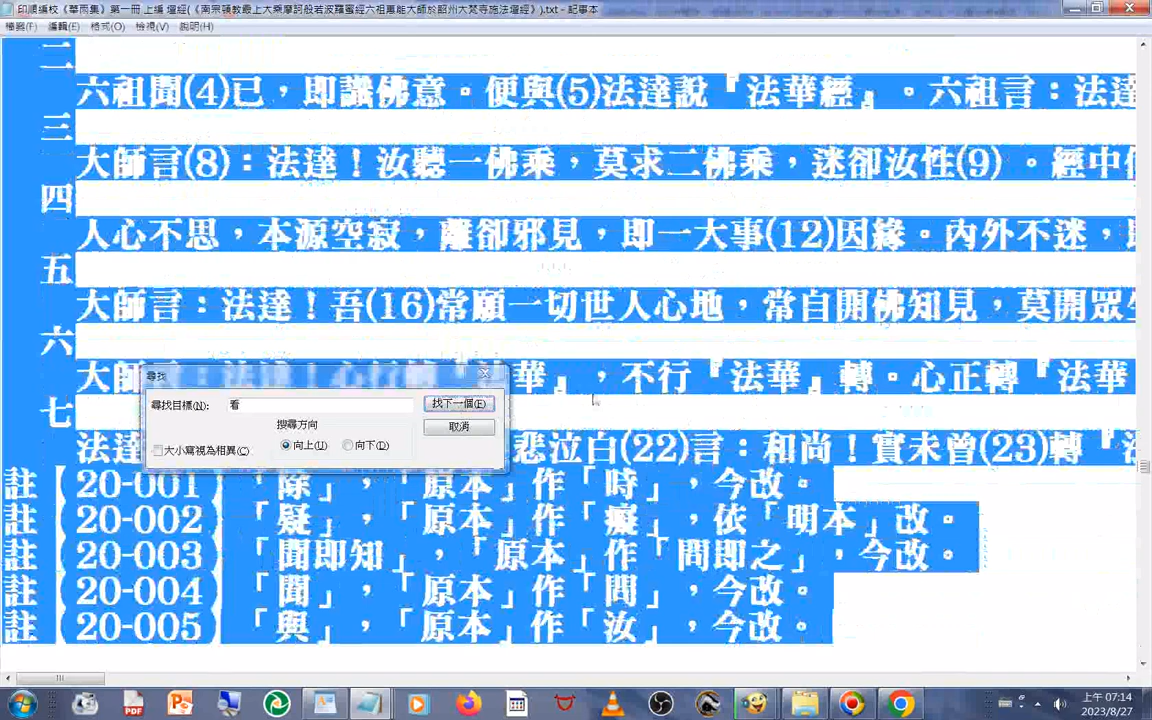 印順編校《華雨集》第一冊 上編 壇經(《南宗頓教最上大乘摩訶般若波羅蜜經六祖惠能大師於韶州大梵寺施法壇經》).txt - 記事本
檔案(F) 編輯(E) 格式(O) 檢視(V) 說明(H)
二
六祖聞(4)已，即識佛意。便與(5)法達說『法華經』。六祖言：法達
三
大師言(8)：法達！汝聽一佛乘，莫求二佛乘，迷卻汝性(9) 。經中
四
人心不思，本源空寂，離卻邪見，即一大事(12)因緣。內外不迷，
五
大師言：法達！吾(16)常願一切世人心地，常自開佛知見，莫開眾
六
大師言：法達！心行轉『法華』，不行『法華』轉。心正轉『法華
七
法達
悲泣白(22)言：和尚！實未曾(23)轉『法
註【20-001】「除」，「原本」作「時」，今改。
註【20-002】「疑」，「原本」作「癡」，依「明本」改。
註【20-003】「聞即知」，「原本」作「問即之」，今改。
註【20-004】「聞」，「原本」作「問」，今改。
註【20-005】「與」，「原本」作「汝」，今改。
尋找
尋找目標(N):
看
找下一個(F)
搜尋方向
取消
大小寫視為相異(C)
向上(U)
向下(D)
上午 07:14
2023/8/27